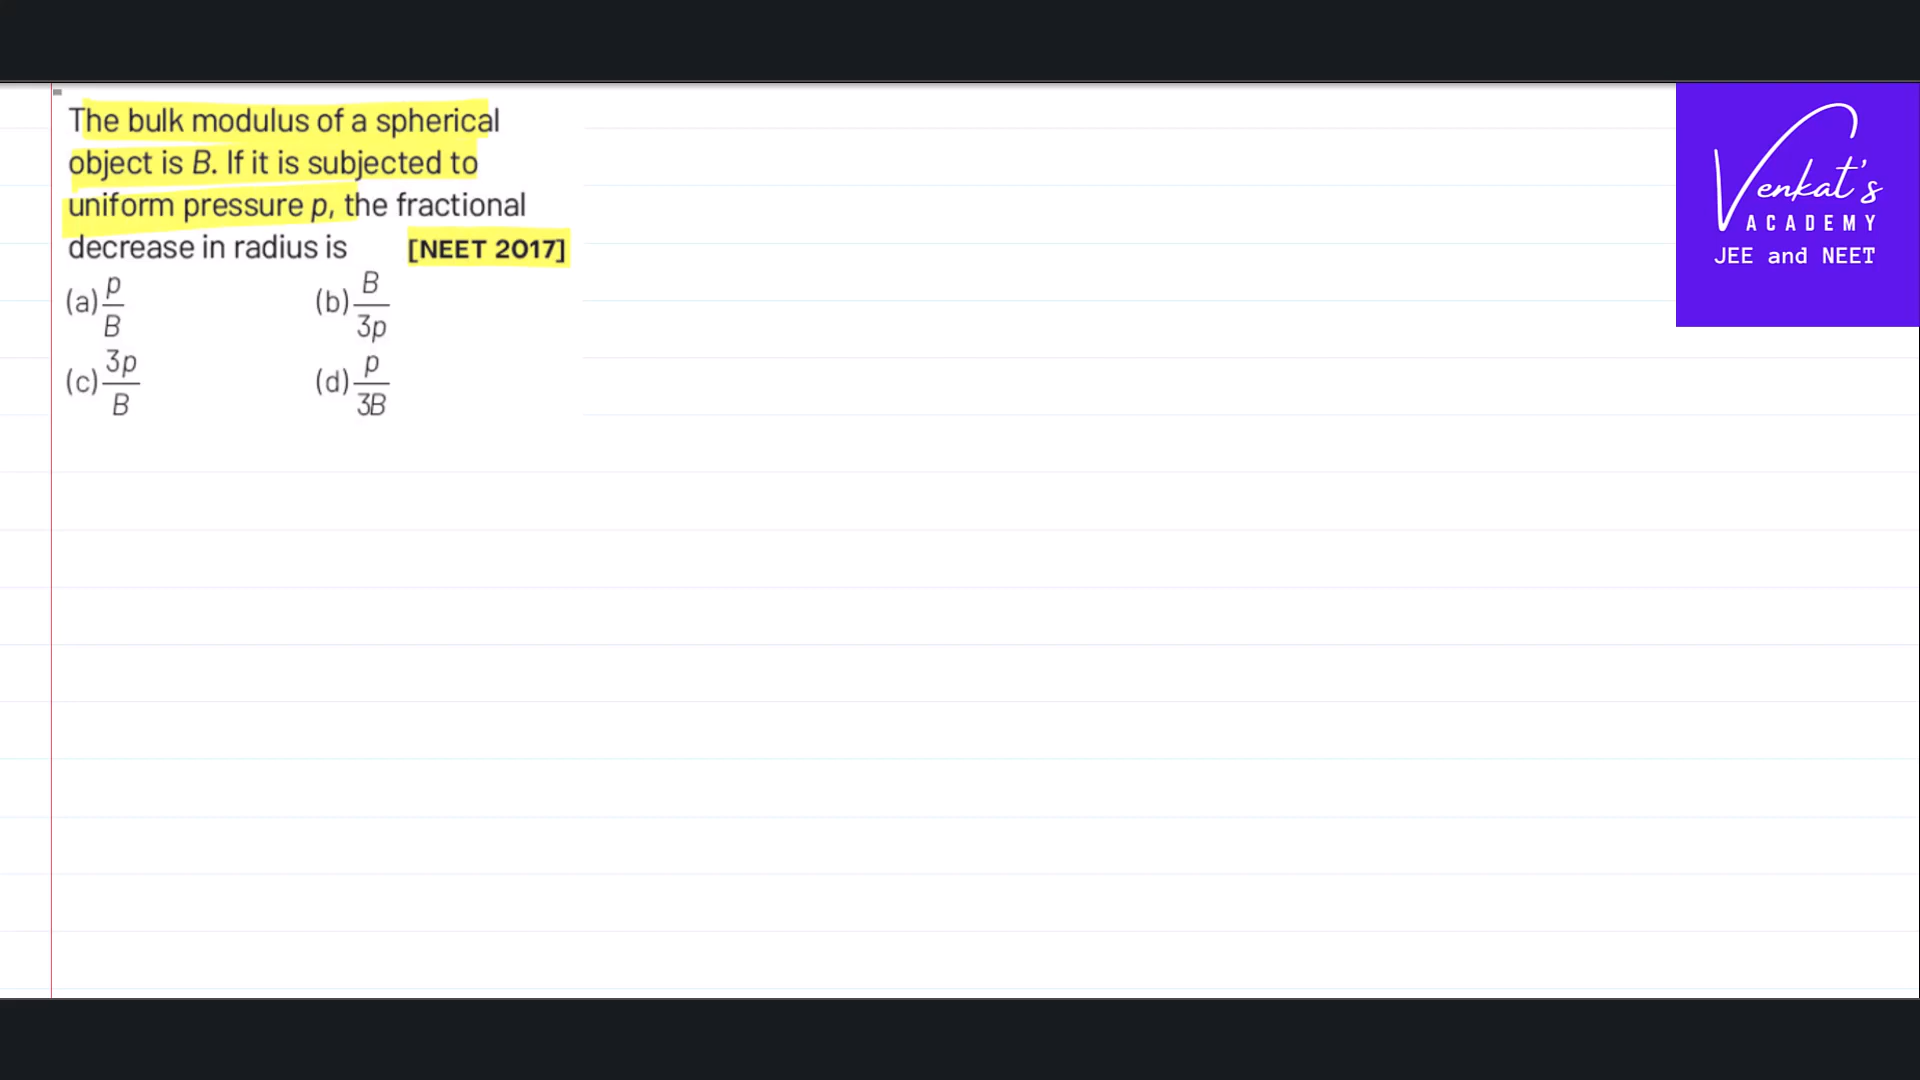 The bulk modulus of a spherical
object is B. If it is subjected to
uniform pressure p, the fractional
decrease in radius is [NEET 2017]
(a) p/B (b) B/3p
(c) 3p/B (d) p/3B
Venkat's
ACADEMY
JEE and NEET